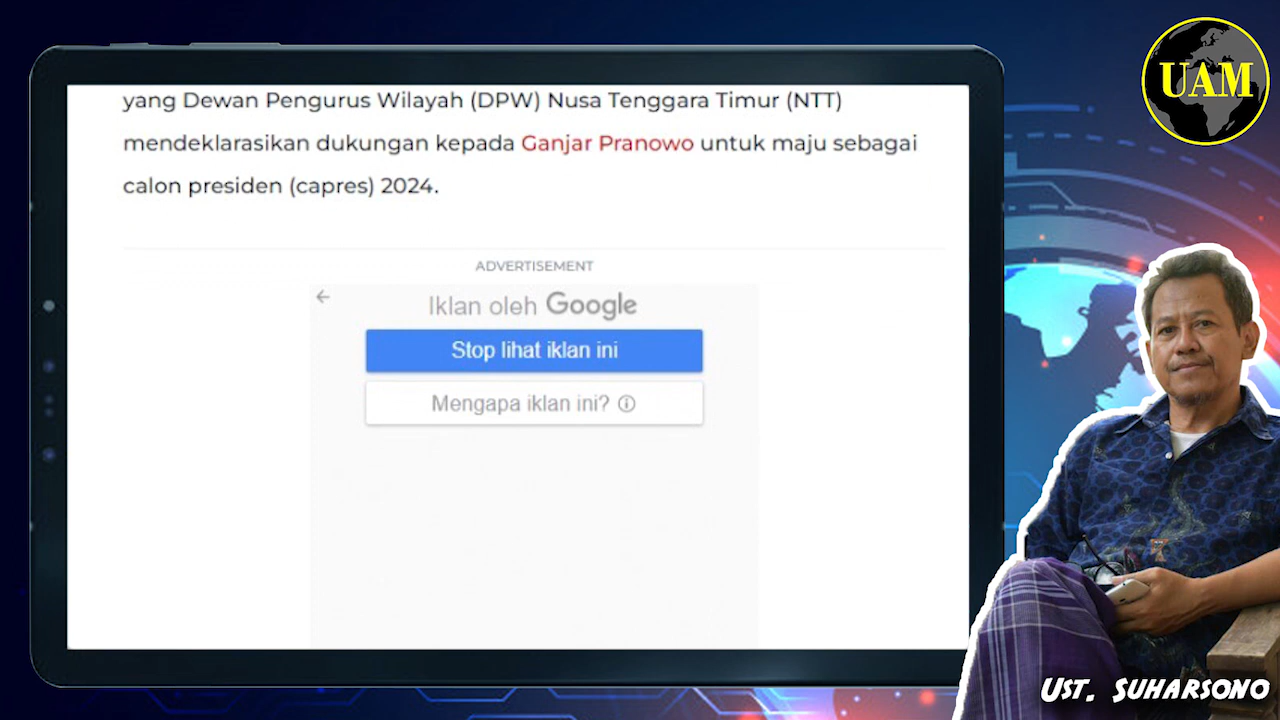 yang Dewan Pengurus Wilayah (DPW) Nusa Tenggara Timur (NTT)
mendeklarasikan dukungan kepada Ganjar Pranowo untuk maju sebagai
calon presiden (capres) 2024.
ADVERTISEMENT
Iklan oleh Google
Stop lihat iklan ini
Mengapa iklan ini?
UAM
Ust. Suharsono